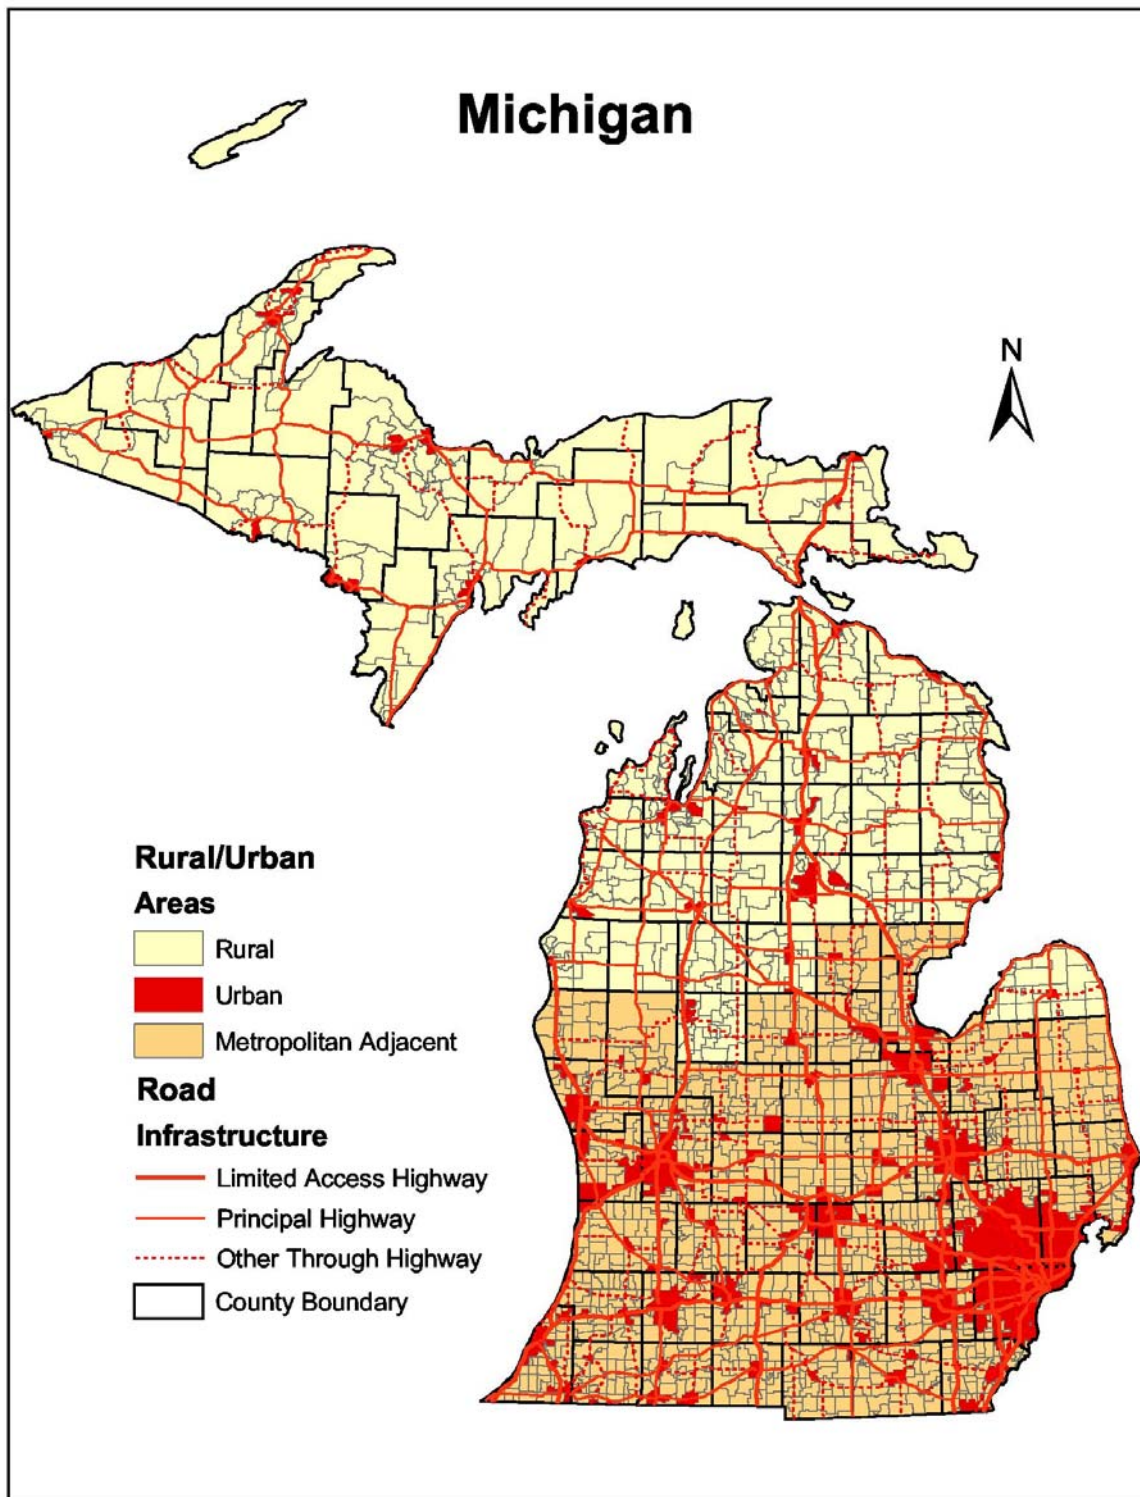 Michigan
N
Rural/Urban
Areas
Rural
Urban
Metropolitan Adjacent
Road
Infrastructure
Limited Access Highway
Principal Highway
Other Through Highway
County Boundary